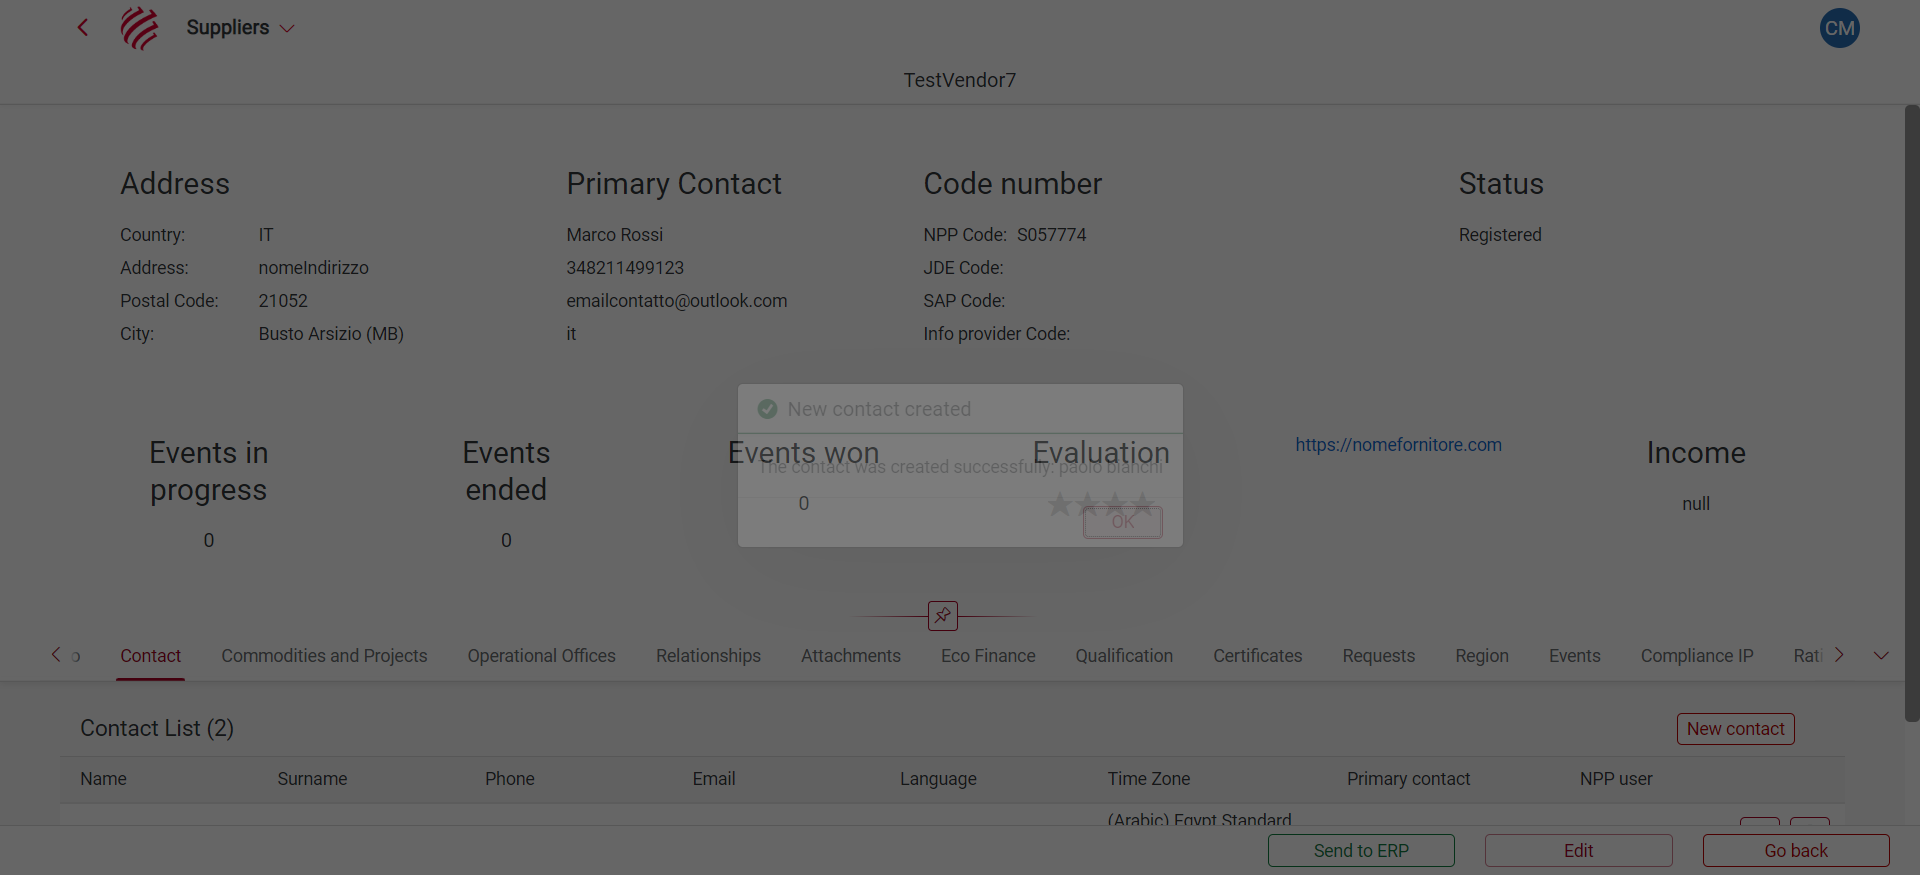 Suppliers
CM
TestVendor7
Address
Country: IT
Address: nomeIndirizzo
Postal Code: 21052
City: Busto Arsizio (MB)
Primary Contact
Marco Rossi
348211499123
emailcontatto@outlook.com
it
Code number
NPP Code: S057774
JDE Code:
SAP Code:
Info provider Code:
Status
Registered
New contact created
The contact was created successfully: paolo bianchi
OK
Events in
progress
0
Events
ended
0
Events won
0
Evaluation
https://nomefornitore.com
Income
null
o Contact Commodities and Projects Operational Offices Relationships Attachments Eco Finance Qualification Certificates Requests Region Events Compliance IP Rati
Contact List (2)
New contact
Name Surname Phone Email Language Time Zone Primary contact NPP user
(Arabic) Egypt Standard
Send to ERP Edit Go back